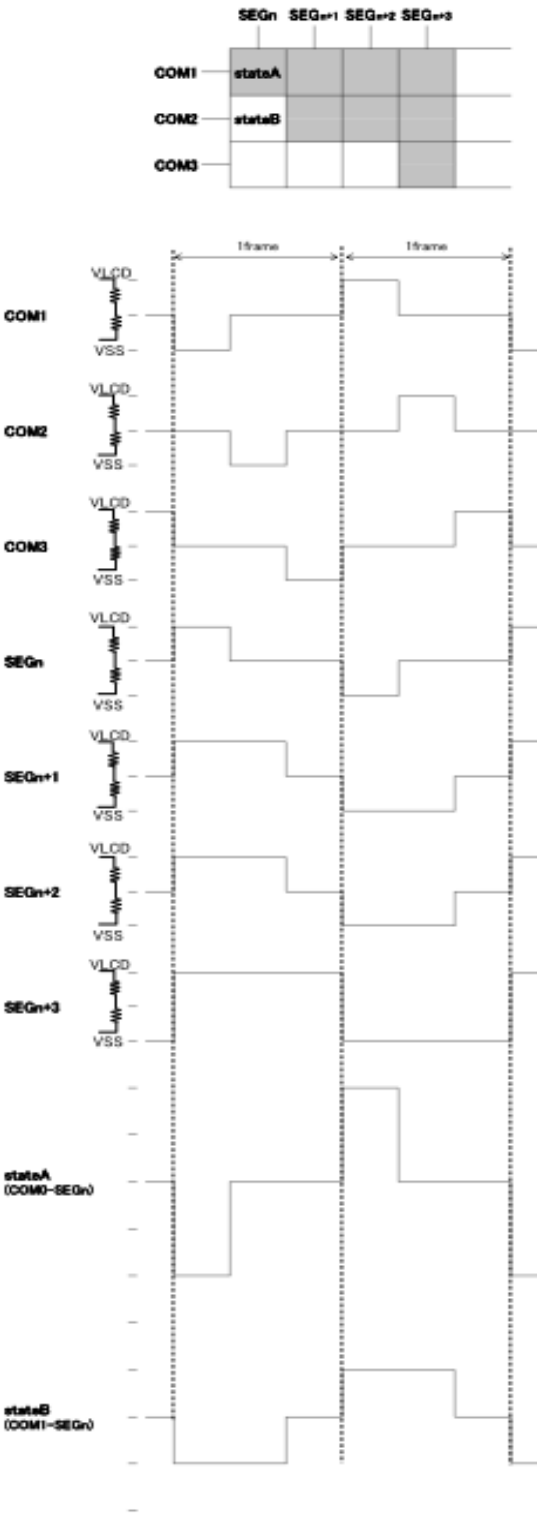 SEGn SEGn+1 SEGn+2 SEGn+3
COM1 stateA
COM2 stateB
COM3
1frame 1frame
VLCD
COM1
VSS
VLCD
COM2
VSS
VLCD
COM3
VSS
VLCD
SEGn
VSS
VLCD
SEGn+1
VSS
VLCD
SEGn+2
VSS
VLCD
SEGn+3
VSS
stateA
(COM0-SEGn)
stateB
(COM1-SEGn)